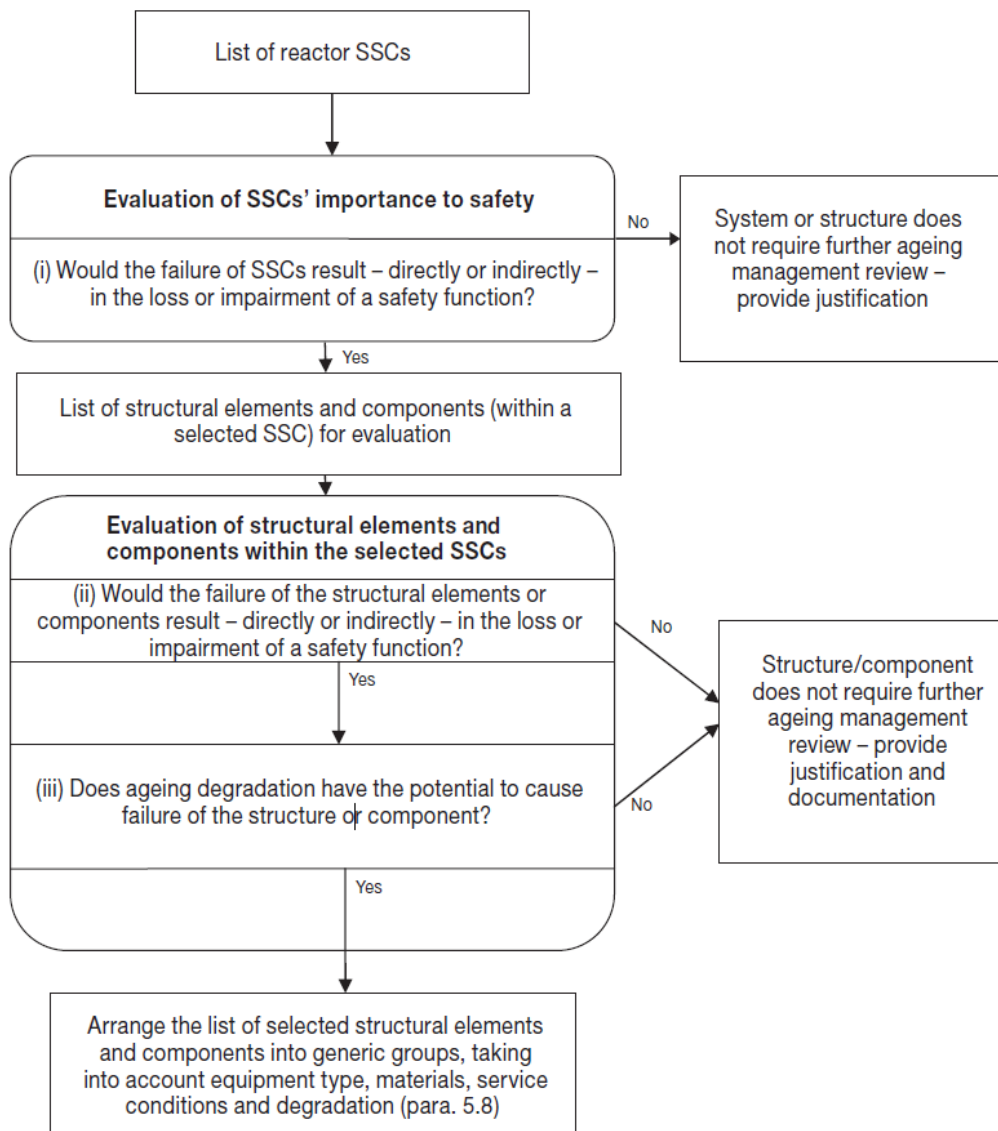 List of reactor SSCs
Evaluation of SSCs' importance to safety
No
System or structure does
not require further ageing
management review –
provide justification
(i) Would the failure of SSCs result – directly or indirectly –
in the loss or impairment of a safety function?
Yes
List of structural elements and components (within a
selected SSC) for evaluation
Evaluation of structural elements and
components within the selected SSCs
(ii) Would the failure of the structural elements or
components result – directly or indirectly – in the loss or
impairment of a safety function?
No
Yes
Structure/component
does not require further
ageing management
review – provide
justification and
documentation
(iii) Does ageing degradation have the potential to cause
failure of the structure or component?
No
Yes
Arrange the list of selected structural elements
and components into generic groups, taking
into account equipment type, materials, service
conditions and degradation (para. 5.8)